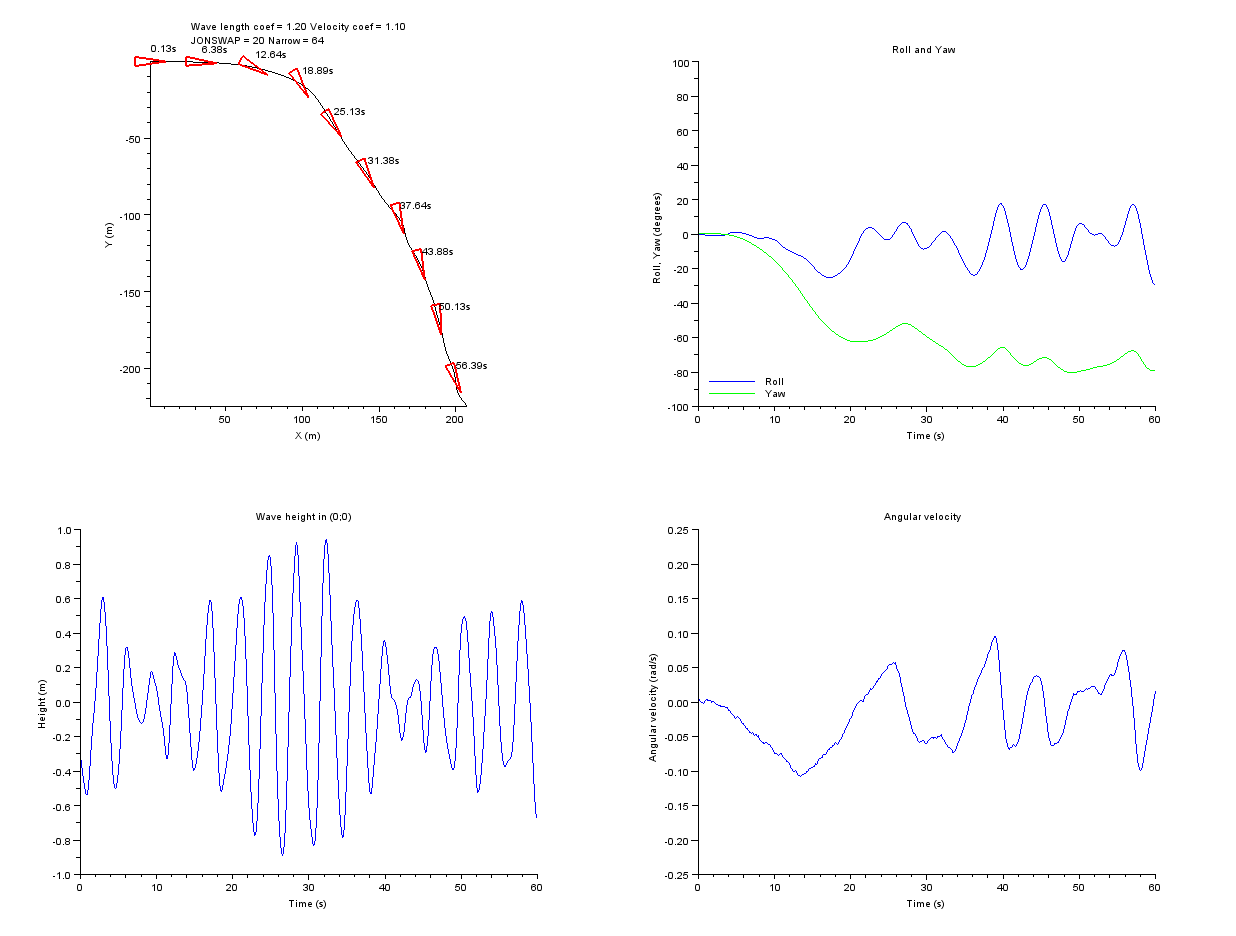 Wave length coef = 1.20 Velocity coef = 1.10
JONSWAP = 20 Narrow = 64
0.13s
6.38s
12.64s
18.89s
25.13s
31.38s
37.64s
43.88s
50.13s
56.39s
-50
-100
-150
-200
Y (m)
50
100
150
200
X (m)
Roll and Yaw
100
80
60
40
20
0
-20
-40
-60
-80
-100
Roll, Yaw (degrees)
Roll
Yaw
0
10
20
30
40
50
60
Time (s)
Wave height in (0;0)
1.0
0.8
0.6
0.4
0.2
0.0
-0.2
-0.4
-0.6
-0.8
-1.0
Height (m)
0
10
20
30
40
50
60
Time (s)
Angular velocity
0.25
0.20
0.15
0.10
0.05
0.00
-0.05
-0.10
-0.15
-0.20
-0.25
Angular velocity (rad/s)
0
10
20
30
40
50
60
Time (s)